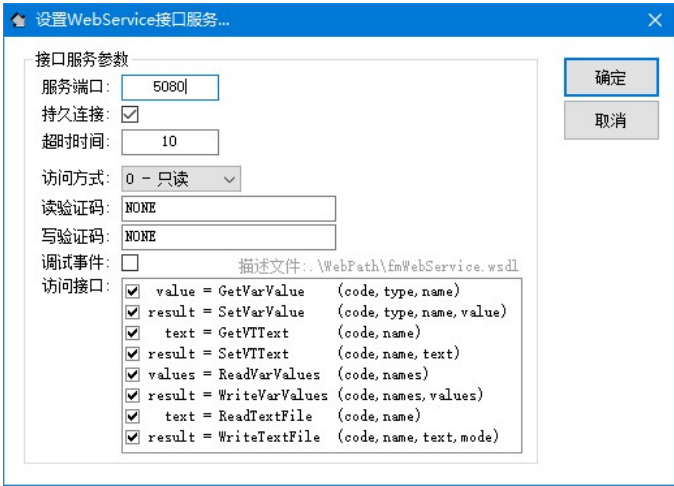 设置WebService接口服务...
接口服务参数
服务端口: 5080
确定
持久连接:
取消
超时时间: 10
访问方式: 0 - 只读
读验证码: NONE
写验证码: NONE
调试事件:
描述文件:.\WebPath\fmWebService.wsdl
访问接口:
value = GetVarValue (code,type,name)
result = SetVarValue (code,type,name,value)
text = GetVTText (code,name)
result = SetVTText (code,name,text)
values = ReadVarValues (code,names)
result = WriteVarValues (code,names,values)
text = ReadTextFile (code,name)
result = WriteTextFile (code,name,text,mode)